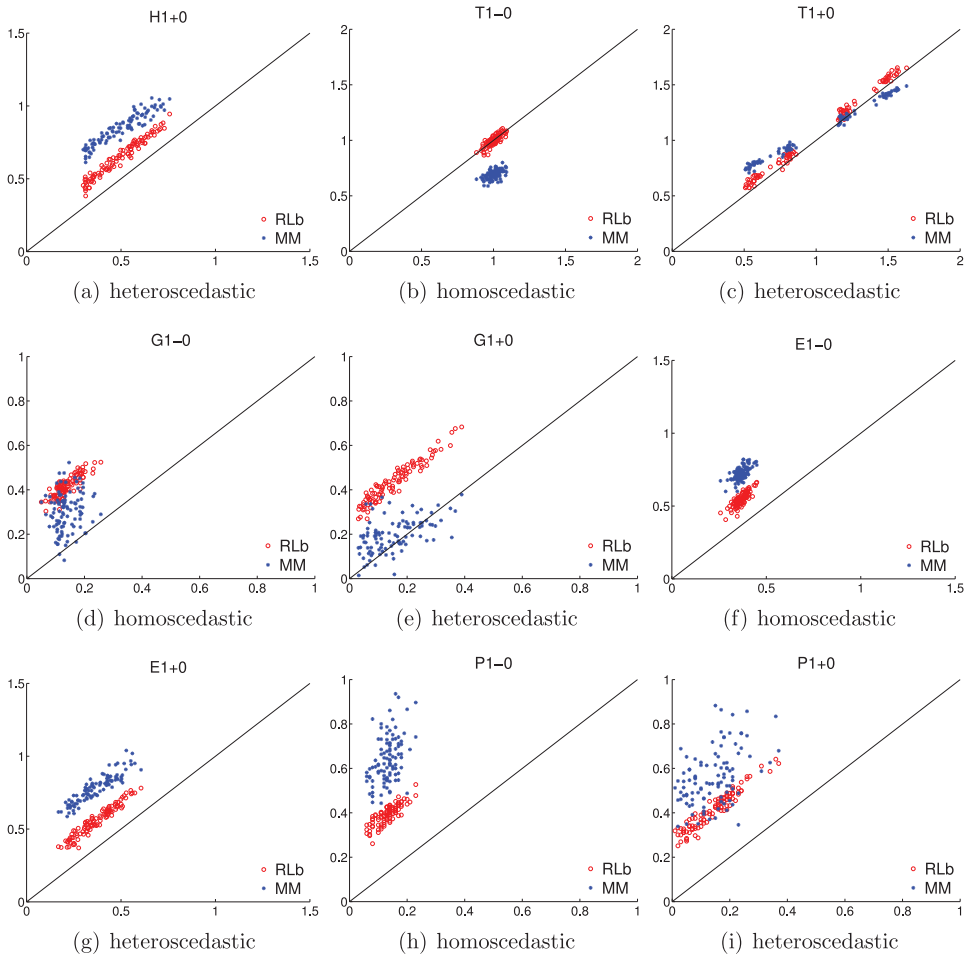 H1+0
T1−0
T1+0
1.5
1
0.5
0
0
0.5
1
1.5
RLb
MM
2
1.5
1
0.5
0
0
0.5
1
1.5
2
RLb
MM
2
1.5
1
0.5
0
0
0.5
1
1.5
2
RLb
MM
(a) heteroscedastic
(b) homoscedastic
(c) heteroscedastic
G1−0
G1+0
E1−0
1
0.8
0.6
0.4
0.2
0
0
0.2
0.4
0.6
0.8
1
RLb
MM
1
0.8
0.6
0.4
0.2
0
0
0.2
0.4
0.6
0.8
1
RLb
MM
1.5
1
0.5
0
0
0.5
1
1.5
RLb
MM
(d) homoscedastic
(e) heteroscedastic
(f) homoscedastic
E1+0
P1−0
P1+0
1.5
1
0.5
0
0
0.5
1
1.5
RLb
MM
1
0.8
0.6
0.4
0.2
0
0
0.2
0.4
0.6
0.8
1
RLb
MM
1
0.8
0.6
0.4
0.2
0
0
0.2
0.4
0.6
0.8
1
RLb
MM
(g) heteroscedastic
(h) homoscedastic
(i) heteroscedastic